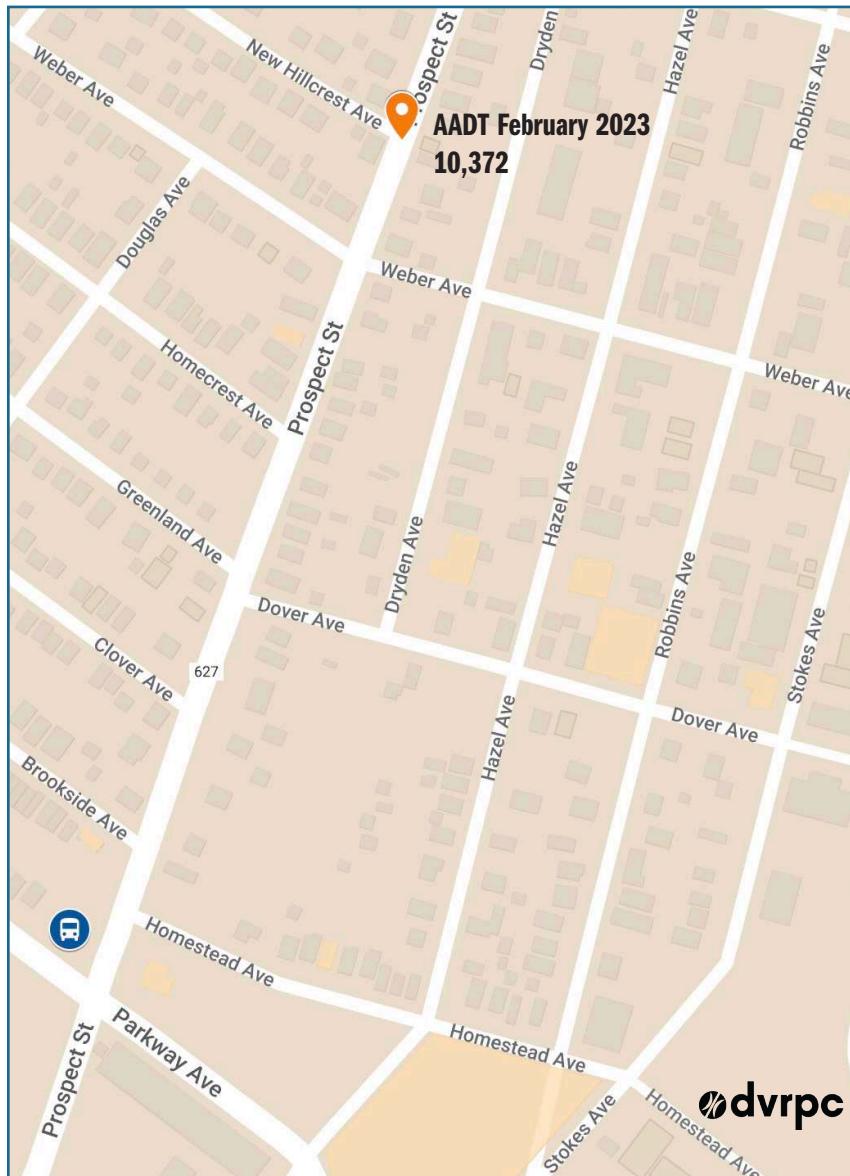 New Hillcrest Ave
Prospect St
Dryden
Hazel Ave
Robbins Ave
Weber Ave
AADT February 2023
10,372
Douglas Ave
Weber Ave
Homecrest Ave
Prospect St
Weber Ave
Greenland Ave
Dryden Ave
Hazel Ave
Robbins Ave
Stokes Ave
Dover Ave
627
Clover Ave
Hazel Ave
Dover Ave
Brookside Ave
Homestead Ave
Prospect St
Parkway Ave
Homestead Ave
Stokes Ave
Homestead Ave
dvrpc